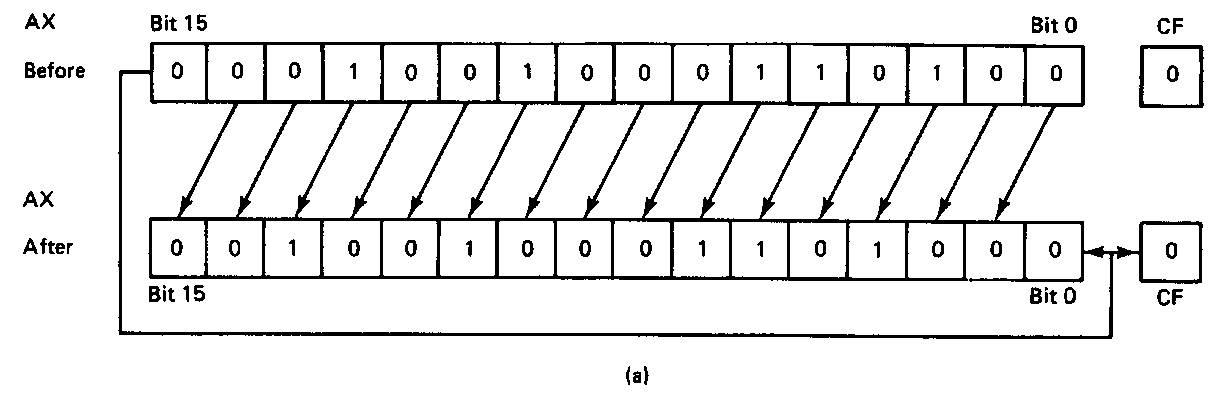 AX Bit 15 Bit 0 CF
Before 0 0 0 1 0 0 1 0 0 0 1 1 0 1 0 0 0
AX
After 0 0 1 0 0 1 0 0 0 1 1 0 1 0 0 0 0
Bit 15 Bit 0 CF
(a)